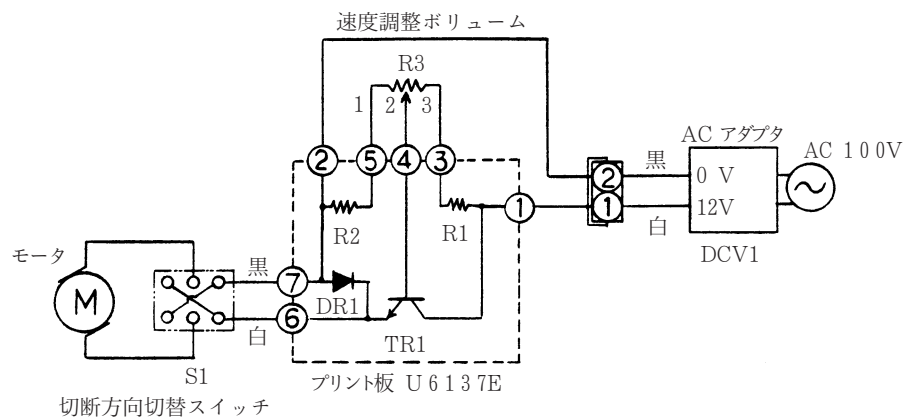 速度調整ボリューム
R3
1 2 3
AC アダプタ
AC 100V
② ⑤ ④ ③
黒
② 0 V
① ① 12V
白
R2 R1
DCV1
モータ
M
黒
⑦
DR1
⑥
白
TR1
S1
プリント板 U6137E
切断方向切替スイッチ